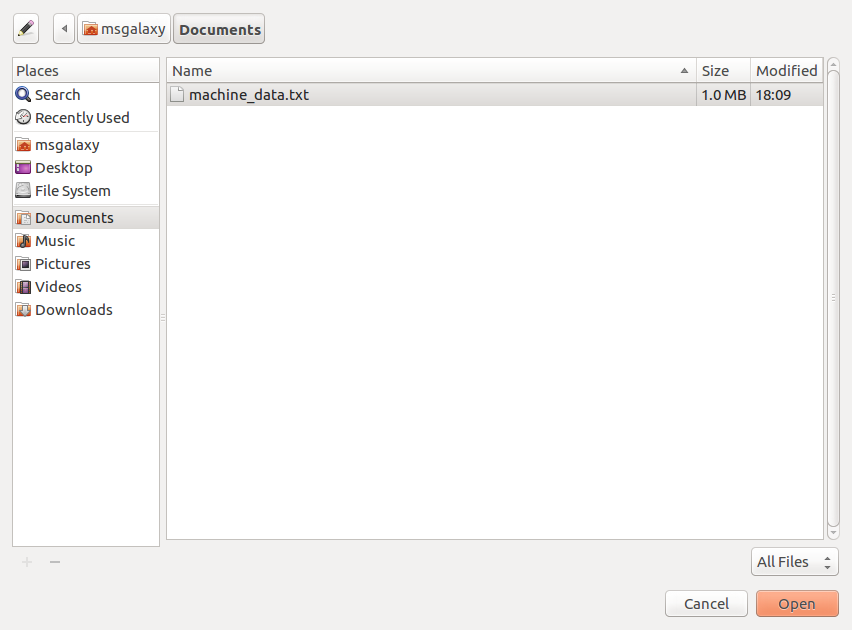 msgalaxy Documents
Places
Search
Recently Used
msgalaxy
Desktop
File System
Documents
Music
Pictures
Videos
Downloads
Name Size Modified
machine_data.txt 1.0 MB 18:09
All Files
Cancel Open